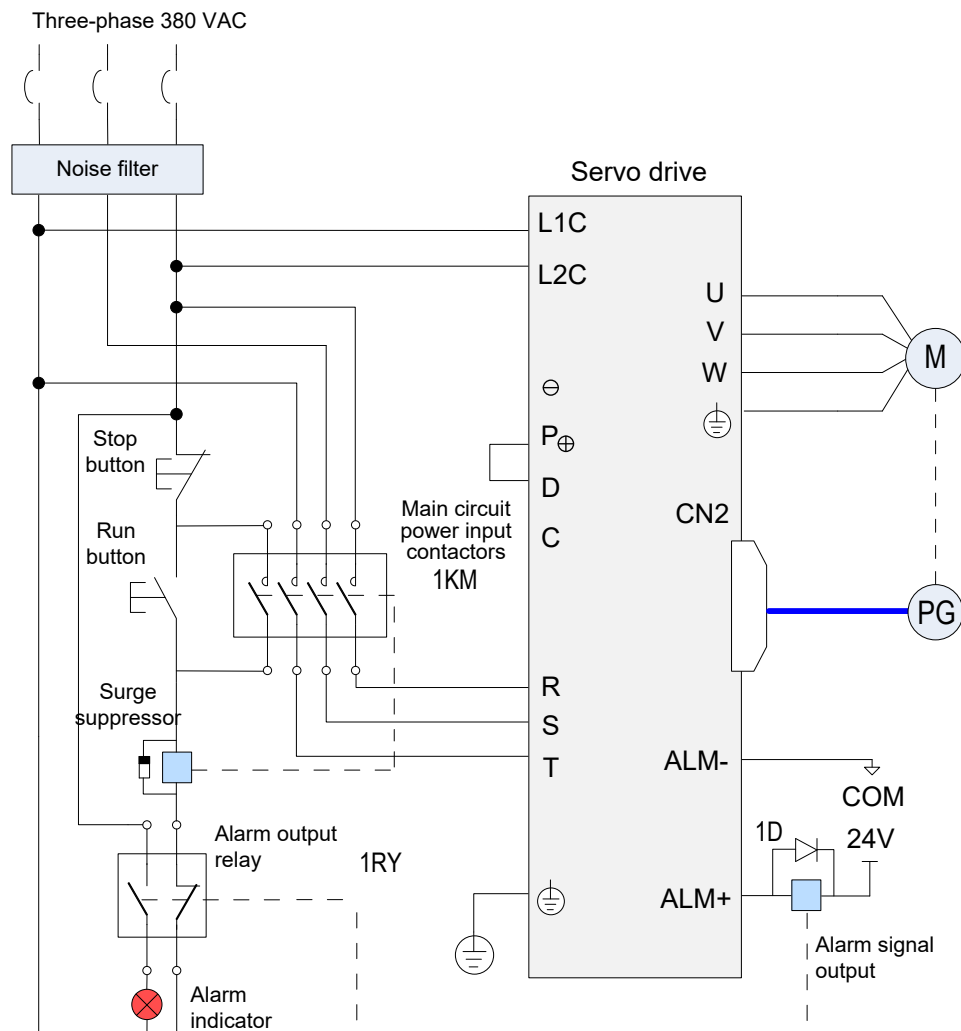 Three-phase 380 VAC
Noise filter
Servo drive
L1C
L2C
U
V
W
M
P
D
C
Stop
button
Run
button
Main circuit
power input
contactors
1KM
CN2
PG
R
S
T
Surge
suppressor
ALM-
COM
1D
24V
Alarm output
relay
1RY
ALM+
Alarm signal
output
Alarm
indicator